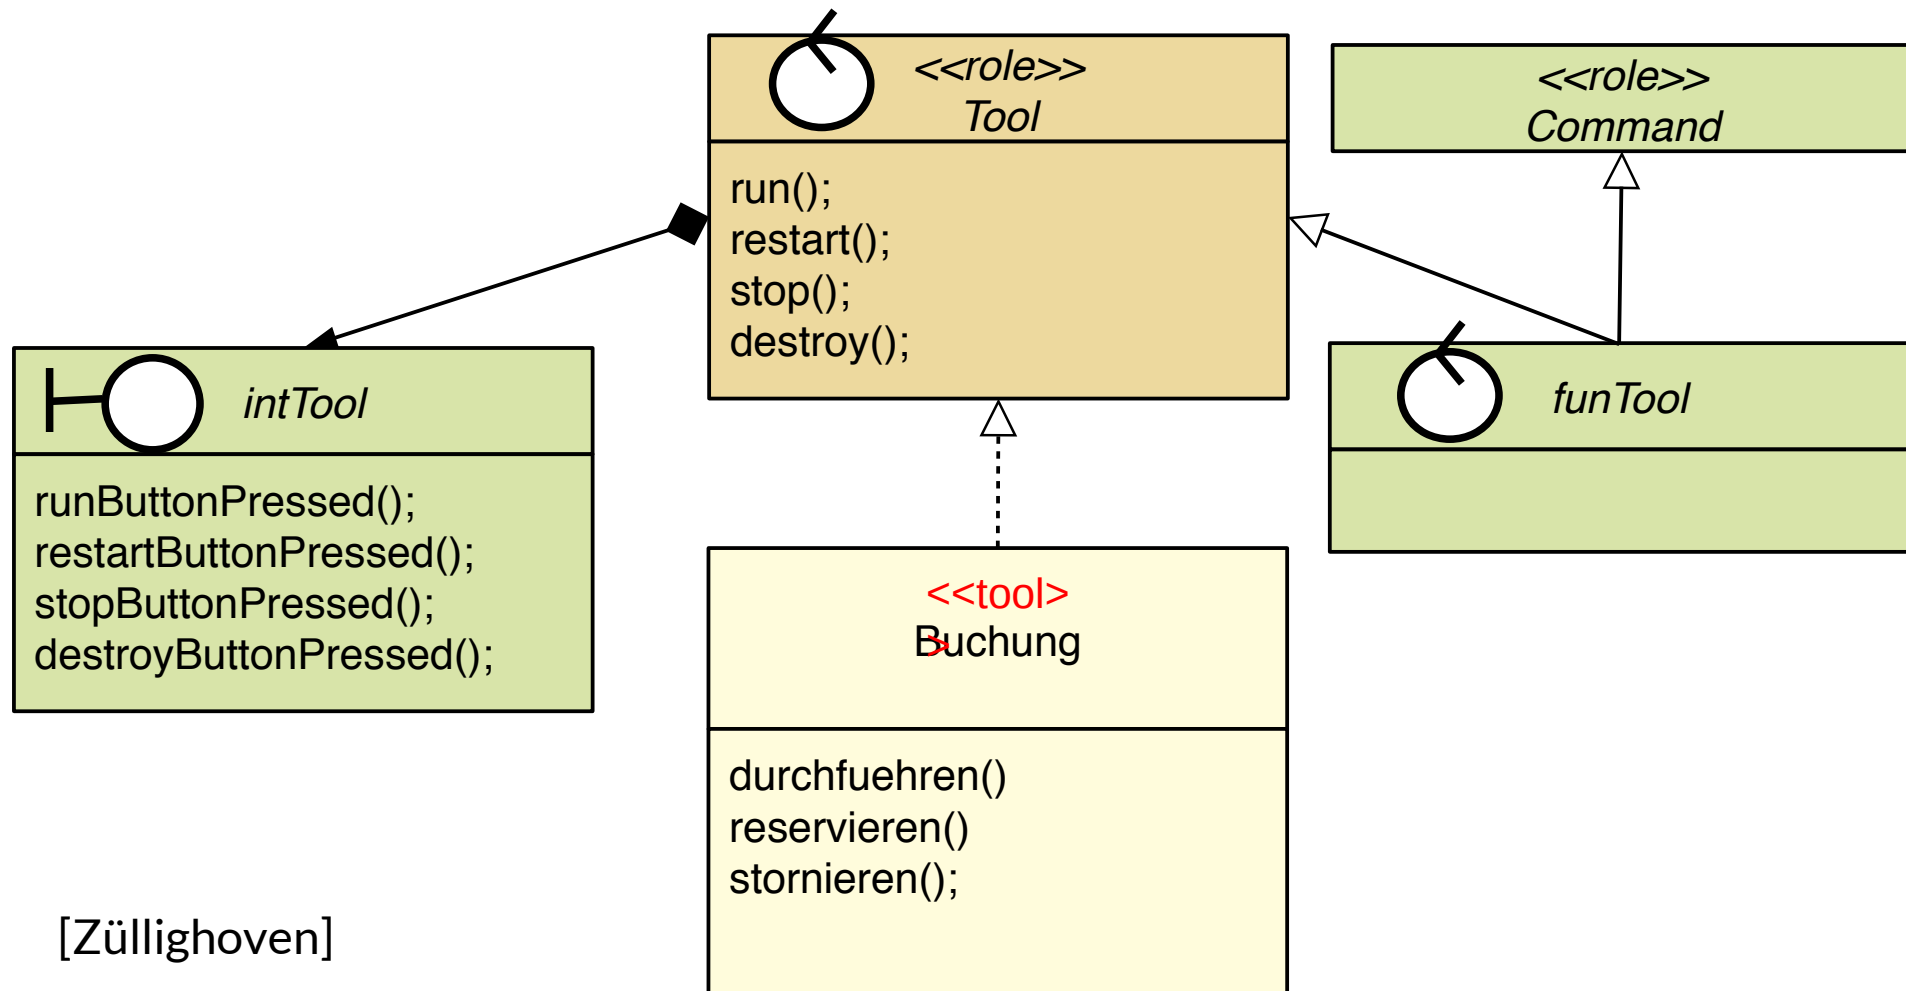 <<role>>
Tool
run();
restart();
stop();
destroy();
<<role>>
Command
intTool
runButtonPressed();
restartButtonPressed();
stopButtonPressed();
destroyButtonPressed();
funTool
<<tool>
>
Buchung
durchfuehren()
reservieren()
stornieren();
[Züllighoven]